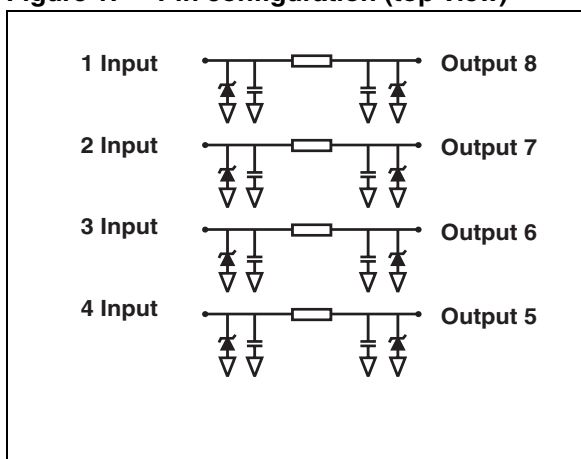 Figure 1. Pin configuration (top view)
1 Input Output 8
2 Input Output 7
3 Input Output 6
4 Input Output 5